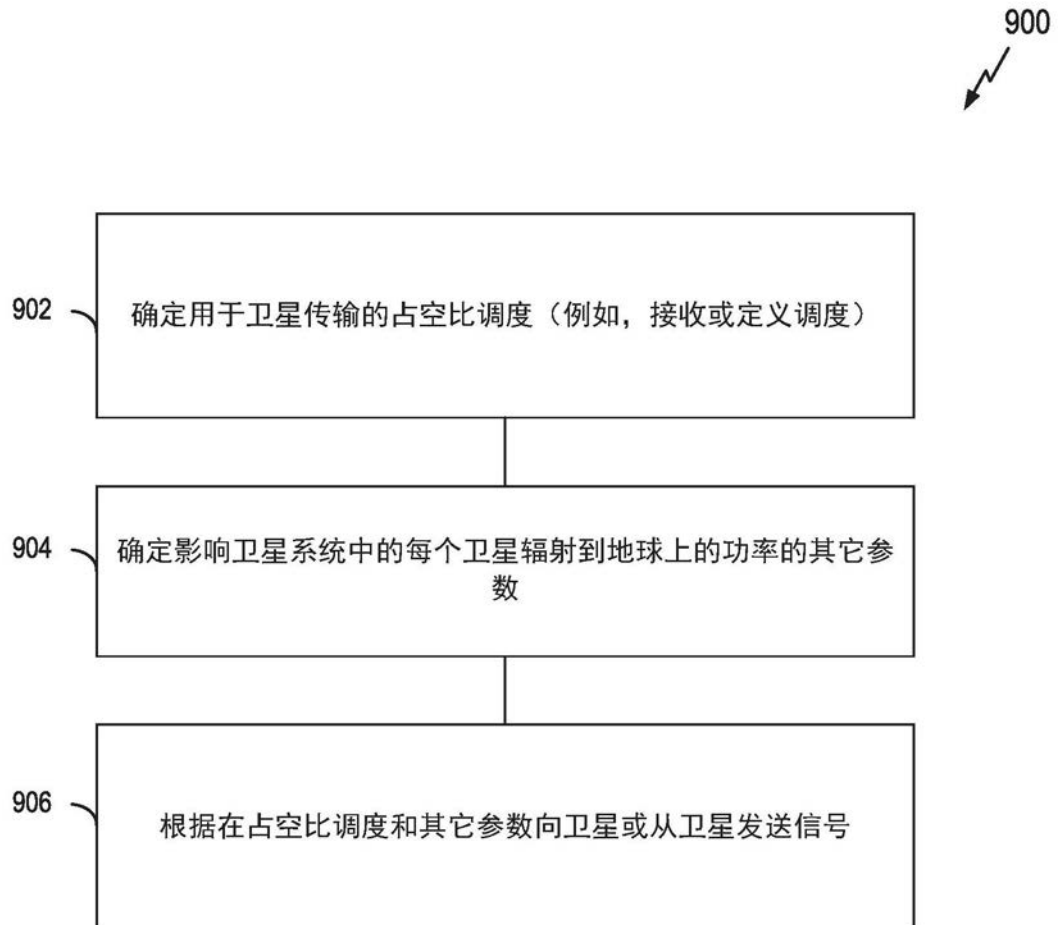 900
902
确定用于卫星传输的占空比调度（例如，接收或定义调度）
904
确定影响卫星系统中的每个卫星辐射到地球上的功率的其它参
数
906
根据在占空比调度和其它参数向卫星或从卫星发送信号